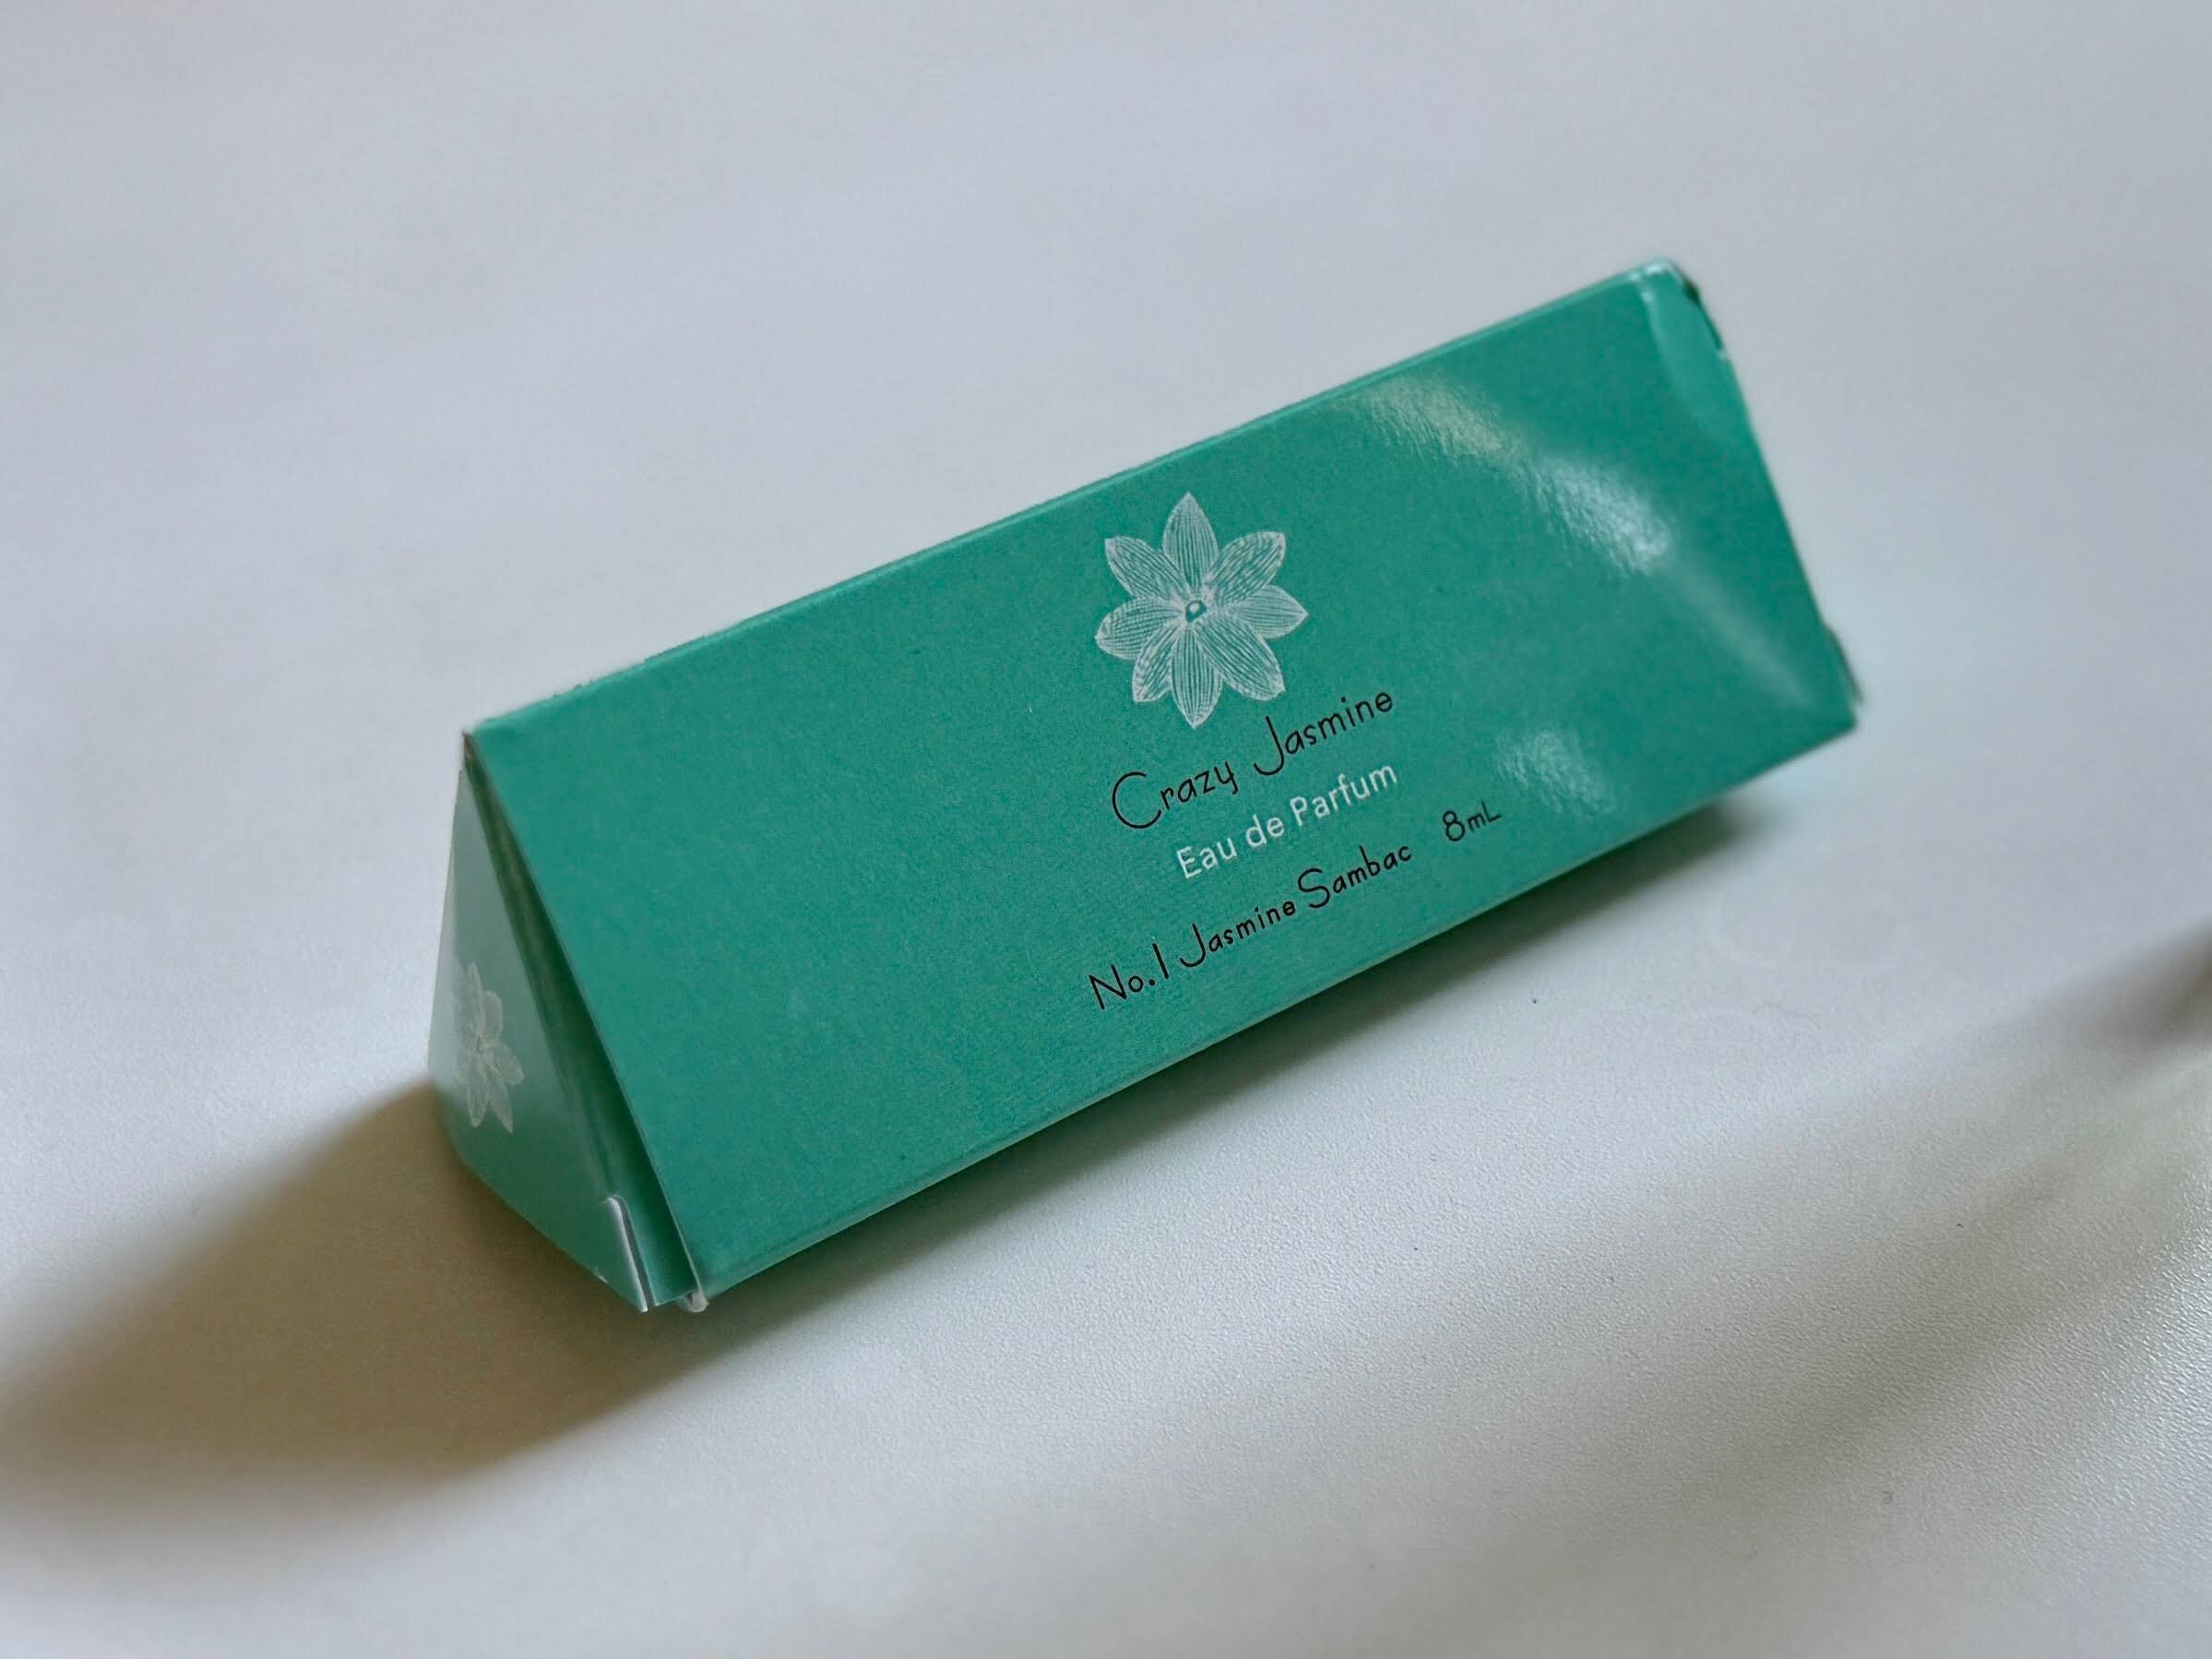 Crazy Jasmine
Eau de Parfum
No.1 Jasmine Sambac 8mL